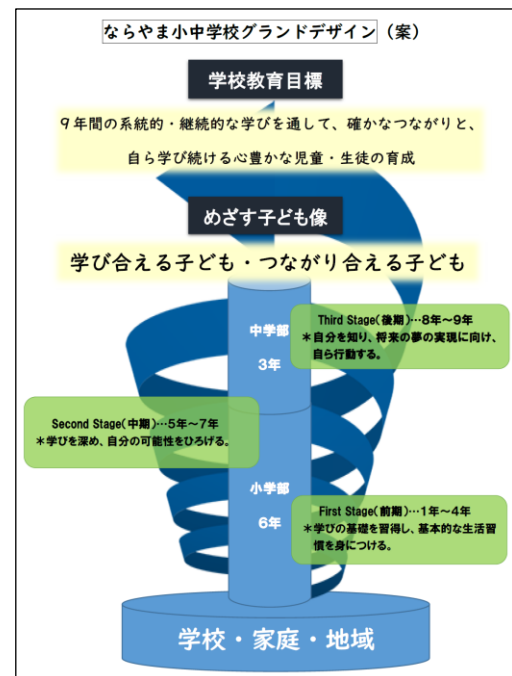 ならやま小中学校グランドデザイン（案）
学校教育目標
９年間の系統的・継続的な学びを通して、確かなつながりと、
自ら学び続ける心豊かな児童・生徒の育成
めざす子ども像
学び合える子ども・つながり合える子ども
中学部
3年
Third Stage(後期)…8年～9年
＊自分を知り、将来の夢の実現に向け、
自ら行動する。
Second Stage(中期)…5年～7年
＊学びを深め、自分の可能性をひろげる。
小学部
6年
First Stage(前期)…1年～4年
＊学びの基礎を習得し、基本的な生活習
慣を身につける。
学校・家庭・地域